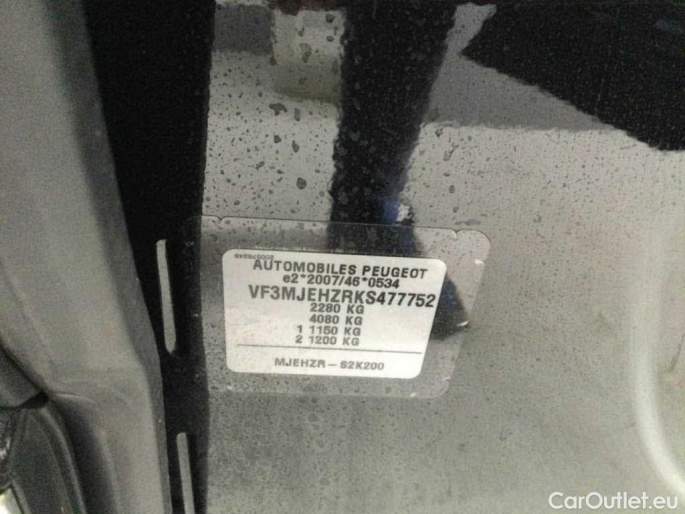 AUTOMOBILES PEUGEOT
e2*2007/46*0534
VF3MJEHZRKS477752
2280 KG
4080 KG
1 1150 KG
2 1200 KG
MJEHZR - S2K200
CarOutlet.eu